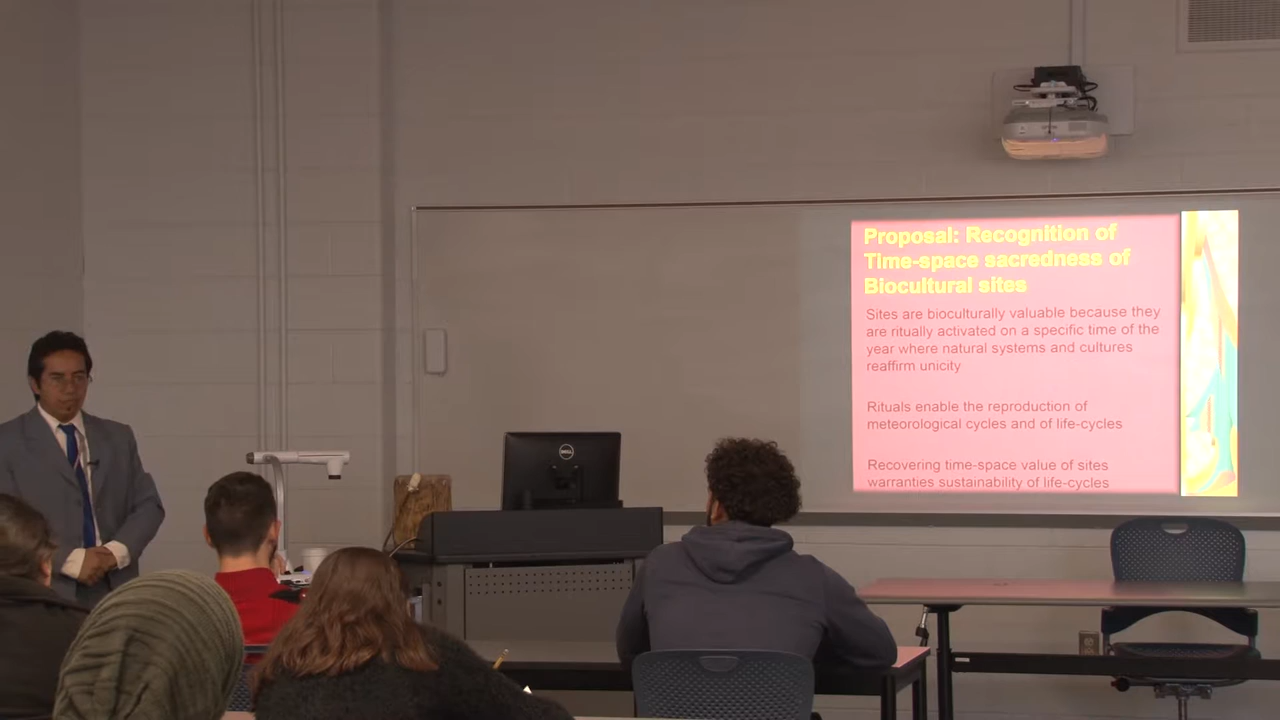 Proposal: Recognition of
Time-space sacredness of
Biocultural sites
Sites are bioculturally valuable because they
are ritually activated on a specific time of the
year where natural systems and cultures
reaffirm unicity
Rituals enable the reproduction of
meteorological cycles and of life-cycles
Recovering time-space value of sites
warranties sustainability of life-cycles
DELL
EPSON